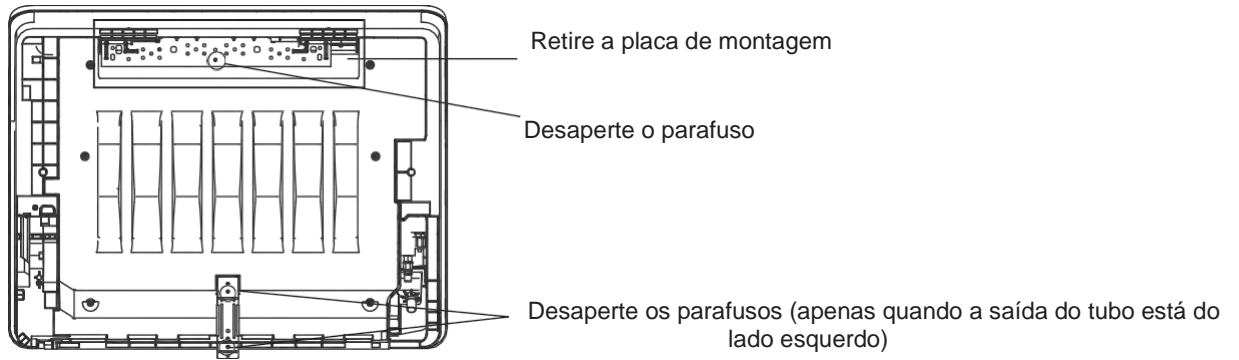 Retire a placa de montagem
Desaperte o parafuso
Desaperte os parafusos (apenas quando a saída do tubo está do
lado esquerdo)